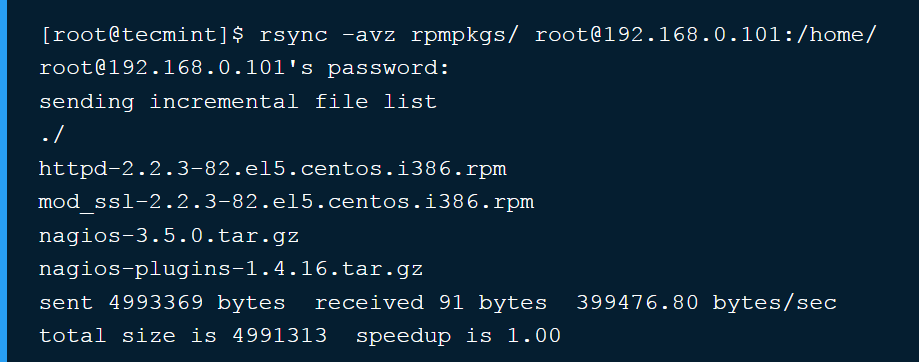 [root@tecmint]$ rsync -avz rpmpkgs/ root@192.168.0.101:/home/
root@192.168.0.101's password:
sending incremental file list
./
httpd-2.2.3-82.el5.centos.i386.rpm
mod_ssl-2.2.3-82.el5.centos.i386.rpm
nagios-3.5.0.tar.gz
nagios-plugins-1.4.16.tar.gz
sent 4993369 bytes  received 91 bytes  399476.80 bytes/sec
total size is 4991313  speedup is 1.00